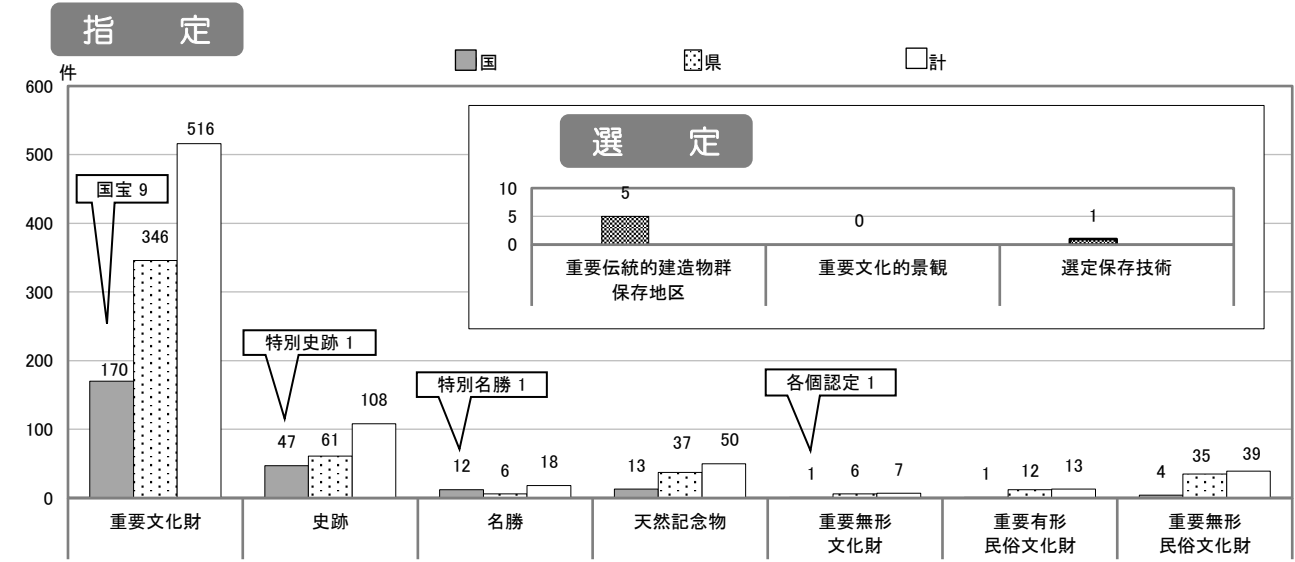 指　定
国　県　計
件
600
500
400
300
200
100
0
国宝 9
170
346
516
特別史跡 1
47
61
108
特別名勝 1
12
6
18
13
37
50
各個認定 1
1
6
7
1
12
13
4
35
39
重要文化財
史跡
名勝
天然記念物
重要無形
文化財
重要有形
民俗文化財
重要無形
民俗文化財
選　定
10
5
0
5
0
1
重要伝統的建造物群
保存地区
重要文化的景観
選定保存技術